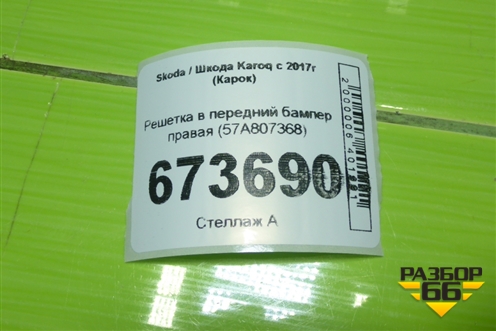 Skoda / Шкода Karoq с 2017г
(Карок)
Решетка в передний бампер
правая (57A807368)
673690
Стеллаж А
РАЗБОР
66